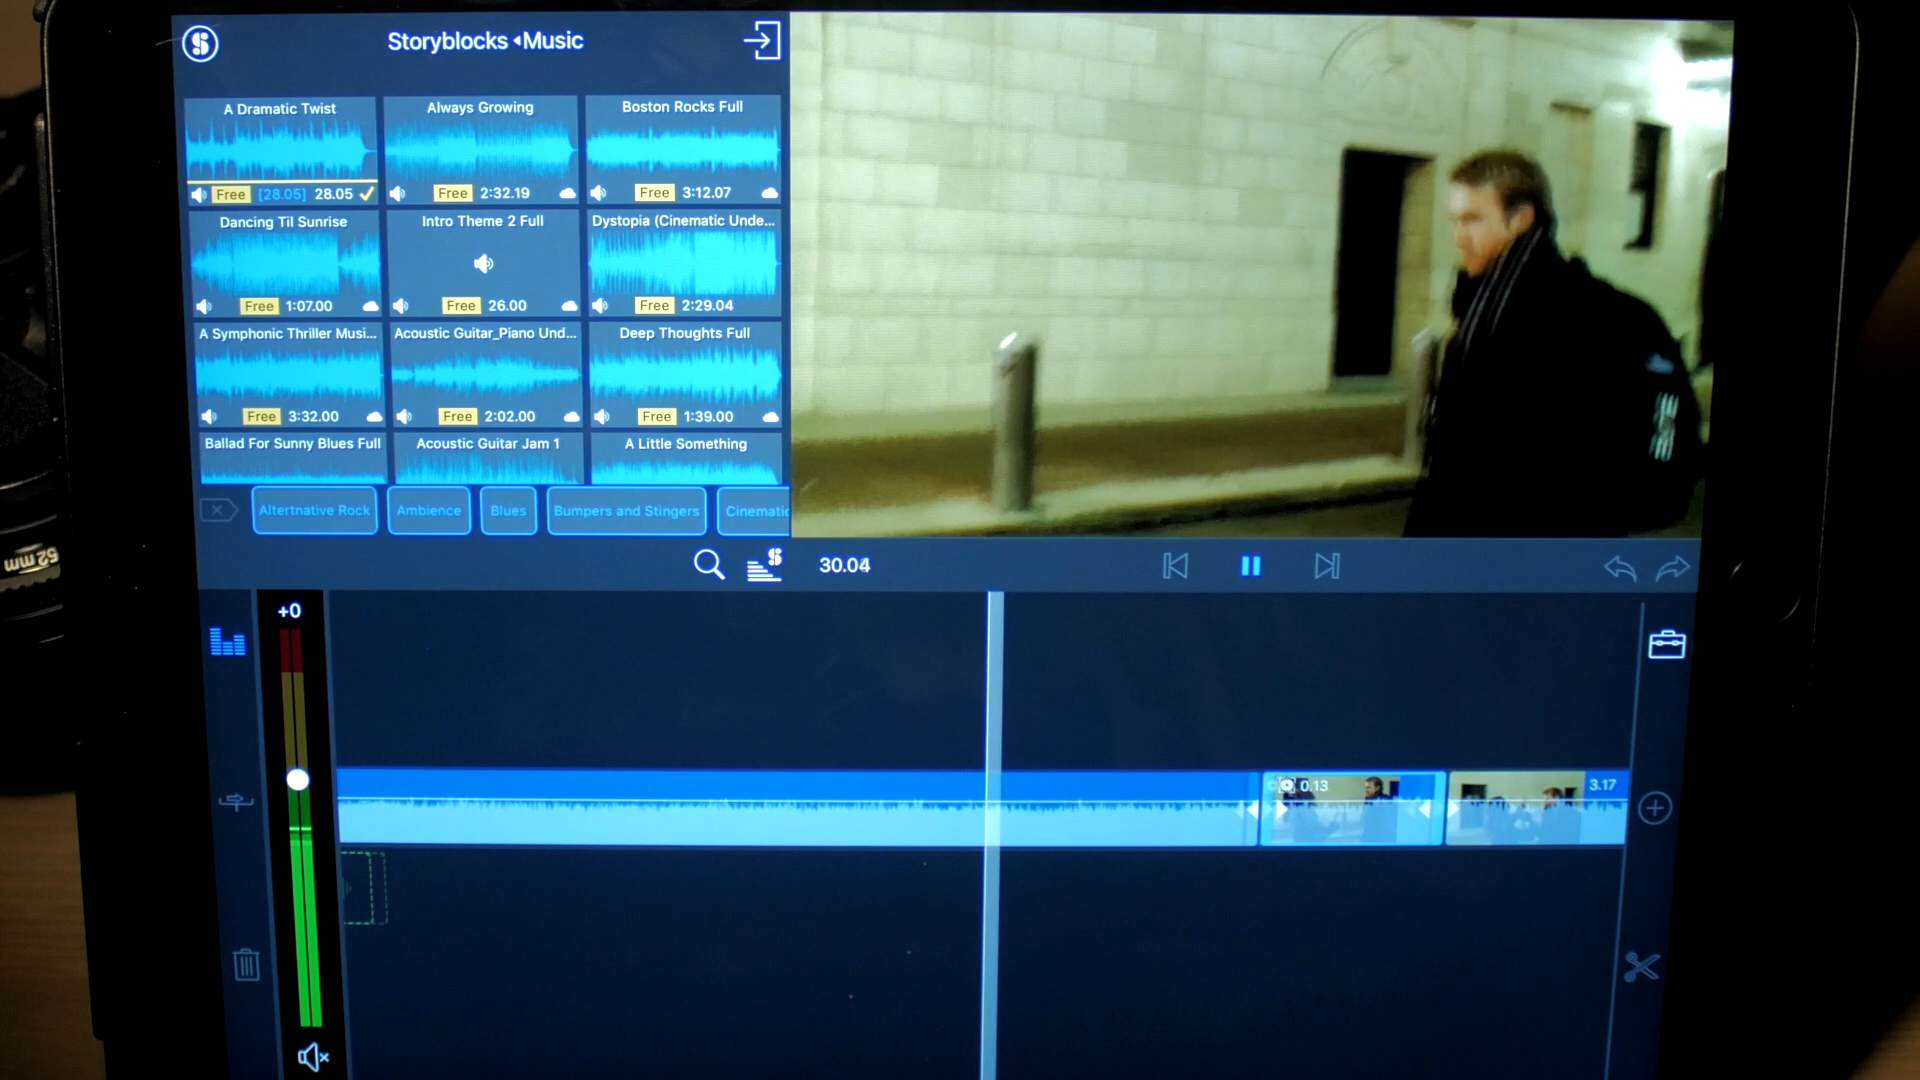 Storyblocks ◂Music
A Dramatic Twist
Free [28.05] 28.05
Always Growing
Free 2:32.19
Boston Rocks Full
Free 3:12.07
Dancing Til Sunrise
Free 1:07.00
Intro Theme 2 Full
Free 26.00
Dystopia (Cinematic Unde...
Free 2:29.04
A Symphonic Thriller Musi...
Free 3:32.00
Acoustic Guitar_Piano Und...
Free 2:02.00
Deep Thoughts Full
Free 1:39.00
Ballad For Sunny Blues Full
Acoustic Guitar Jam 1
A Little Something
Altertnative Rock
Ambience
Blues
Bumpers and Stingers
Cinematic
30.04
+0
0.13
3.17
52mm